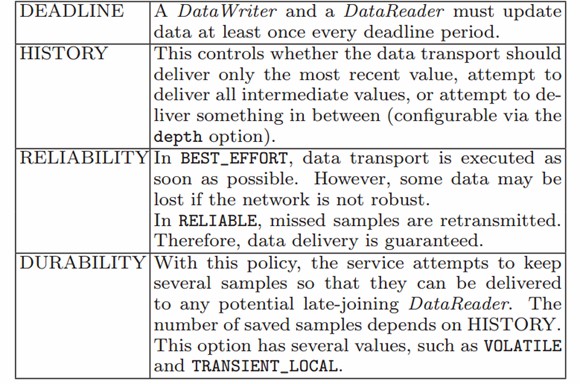 DEADLINE A DataWriter and a DataReader must update
data at least once every deadline period.
HISTORY This controls whether the data transport should
deliver only the most recent value, attempt to
deliver all intermediate values, or attempt to de-
liver something in between (configurable via the
depth option).
RELIABILITY In BEST_EFFORT, data transport is executed as
soon as possible. However, some data may be
lost if the network is not robust.
In RELIABLE, missed samples are retransmitted.
Therefore, data delivery is guaranteed.
DURABILITY With this policy, the service attempts to keep
several samples so that they can be delivered
to any potential late-joining DataReader. The
number of saved samples depends on HISTORY.
This option has several values, such as VOLATILE
and TRANSIENT_LOCAL.